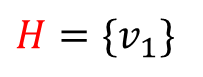 H = {v₁}